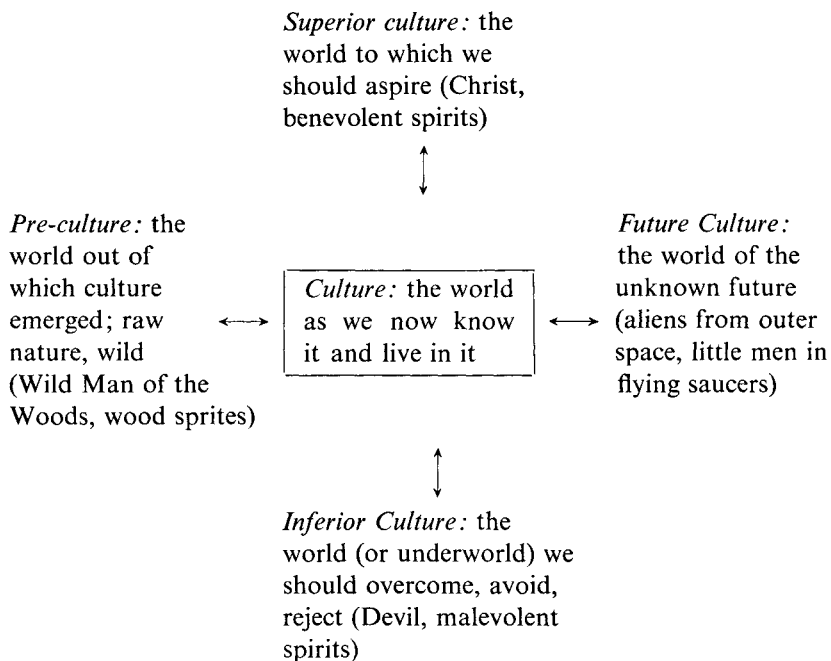 Superior culture: the
world to which we
should aspire (Christ,
benevolent spirits)
Pre-culture: the
world out of
which culture
emerged; raw
nature, wild
(Wild Man of the
Woods, wood sprites)
Culture: the world
as we now know
it and live in it
Future Culture:
the world of the
unknown future
(aliens from outer
space, little men in
flying saucers)
Inferior Culture: the
world (or underworld) we
should overcome, avoid,
reject (Devil, malevolent
spirits)